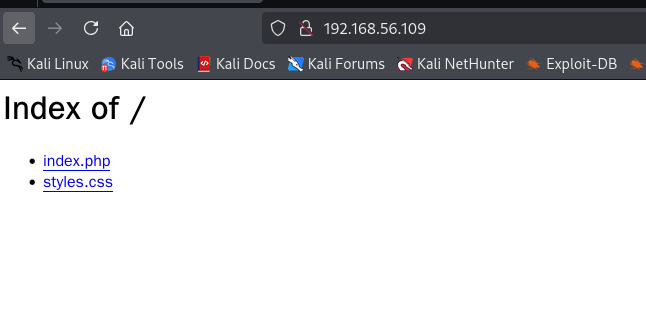 192.168.56.109
Kali Linux Kali Tools Kali Docs Kali Forums Kali NetHunter Exploit-DB
Index of /
index.php
styles.css